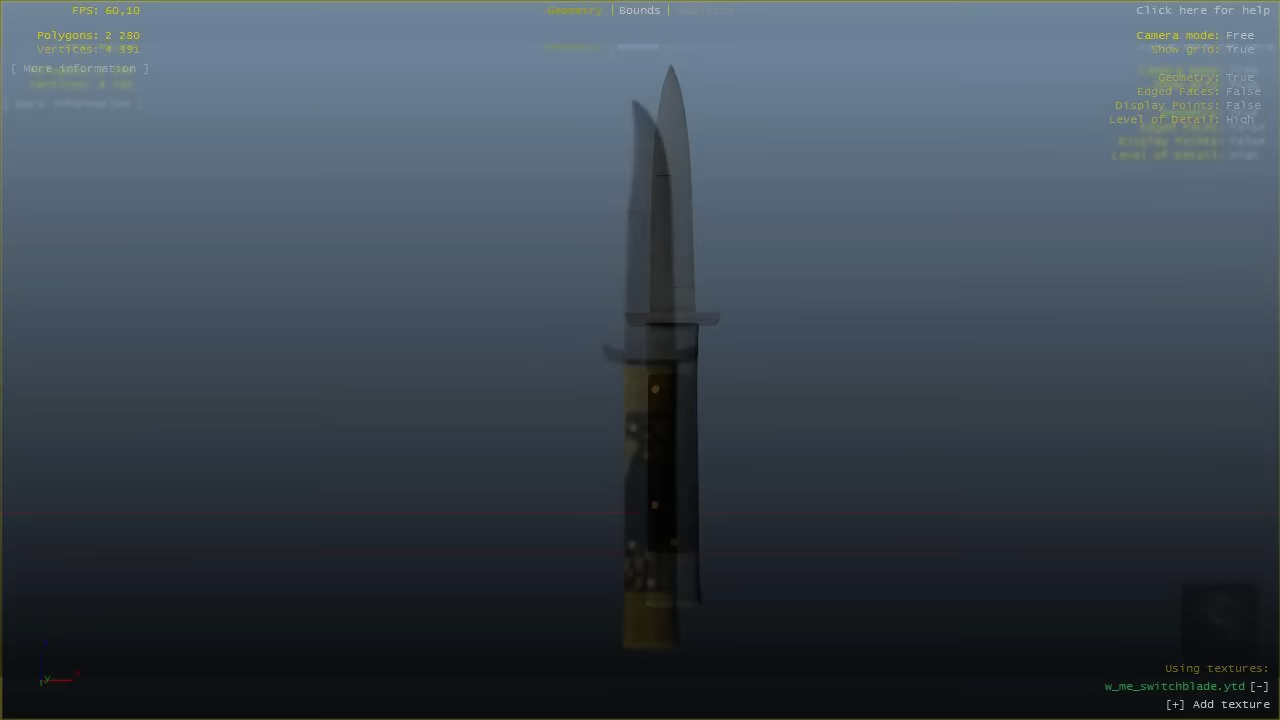 FPS: 60,10
Geometry | Bounds |
Click here for help
Polygons: 2 280
Vertices: 4 391
[ More information ]
Camera mode: Free
Show grid: True
Geometry: True
Edged Faces: False
Display Points: False
Level of Detail: High
Using textures:
w_me_switchblade.ytd [-]
[+] Add texture